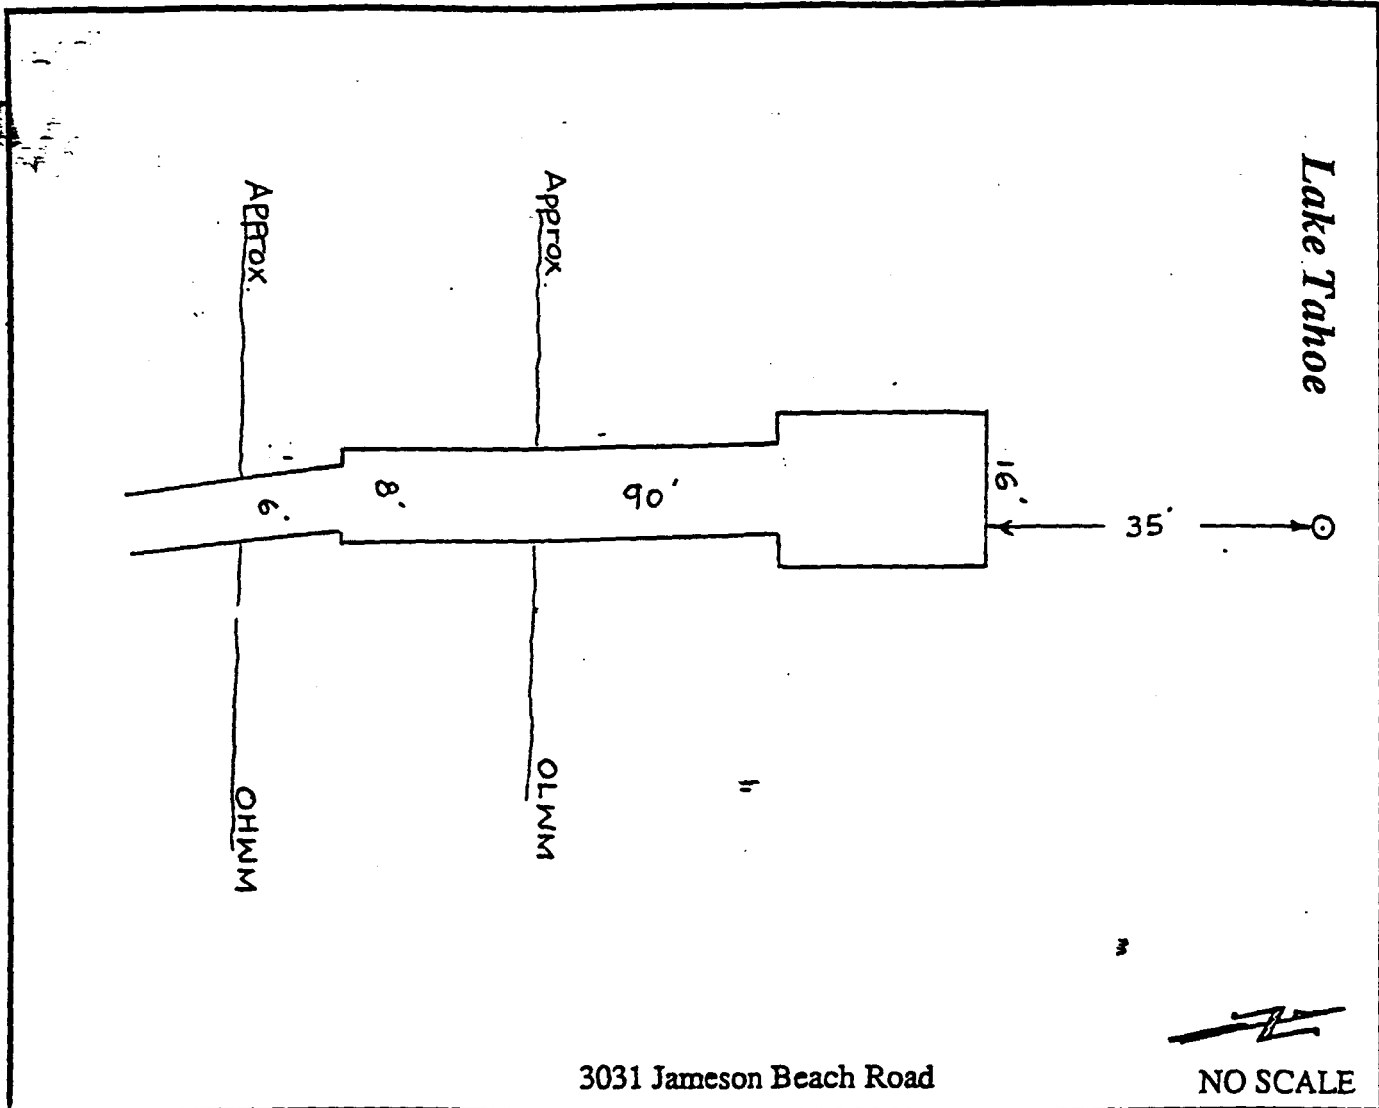 Lake Tahoe
Approx.
Approx.
16'
35'
90'
8'
6'
OLWM
OHWM
3031 Jameson Beach Road
NO SCALE